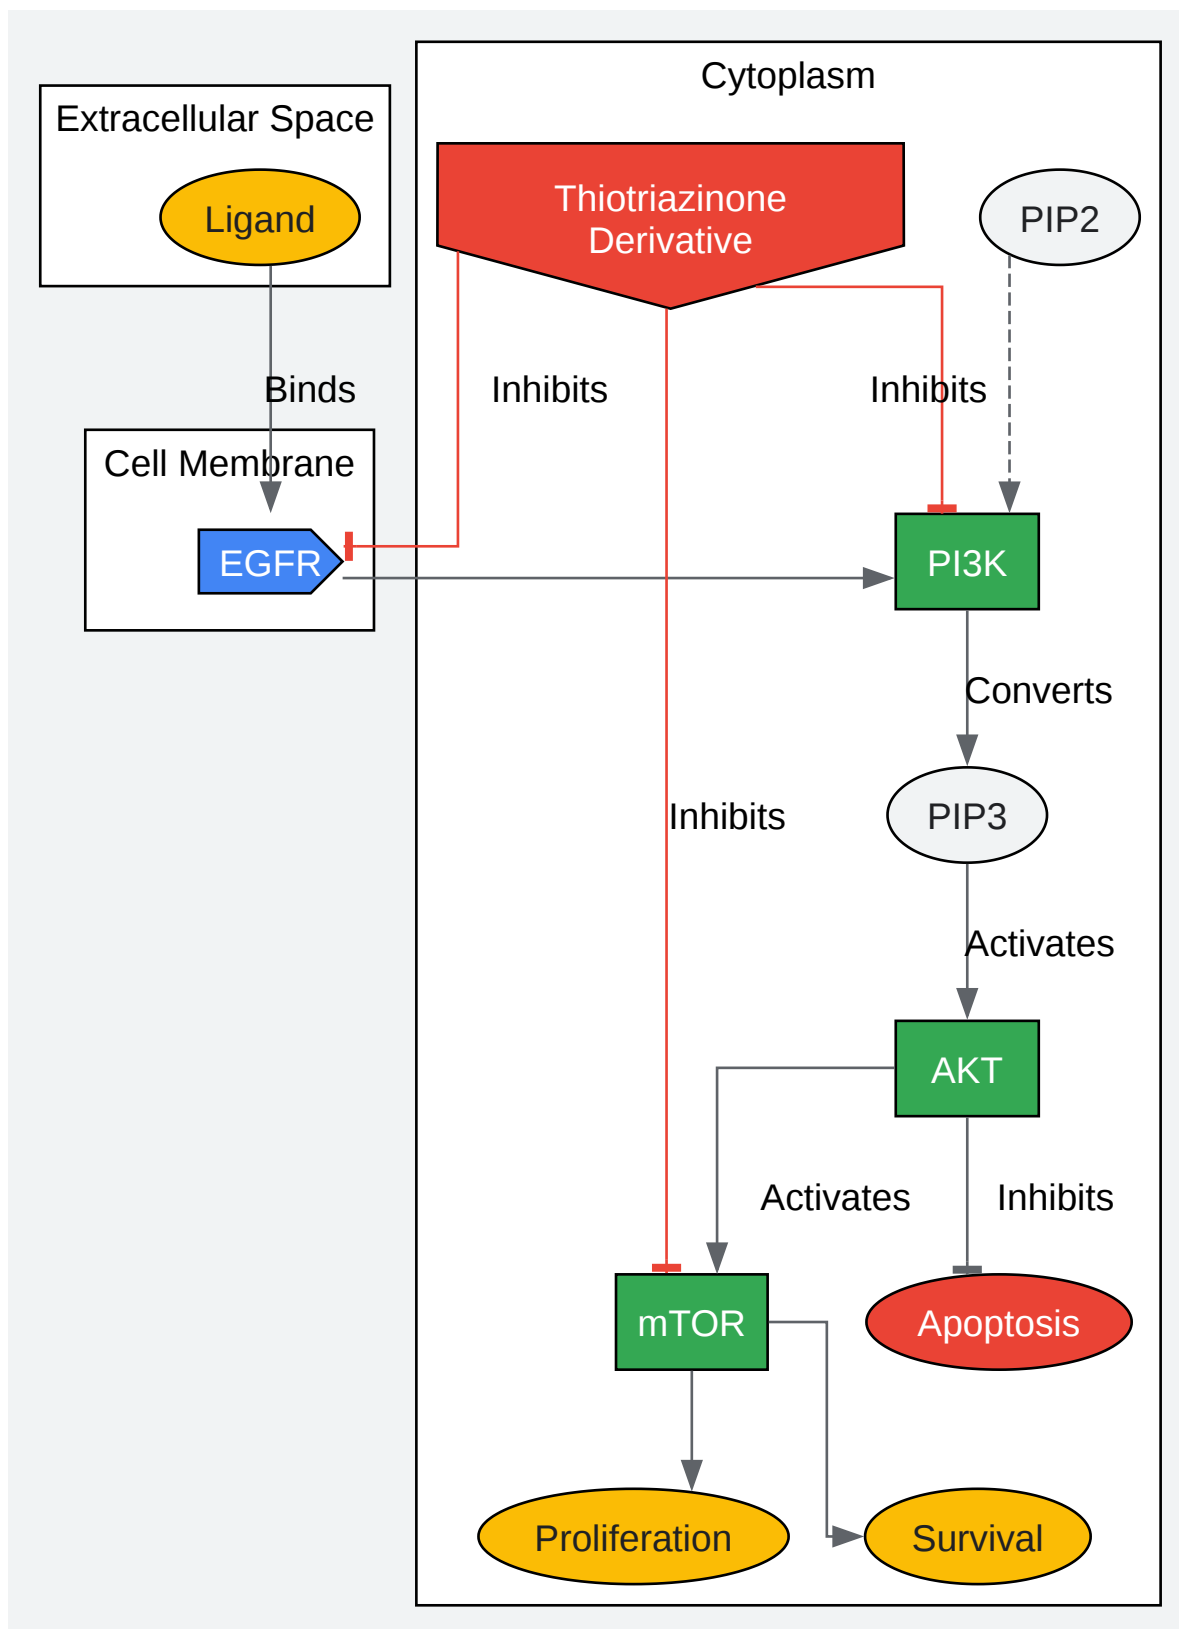 Cytoplasm
Extracellular Space
Ligand
Thiotriazinone
Derivative
PIP2
Binds
Inhibits
Inhibits
Cell Membrane
EGFR
PI3K
Converts
PIP3
Inhibits
Activates
AKT
Activates
Inhibits
mTOR
Apoptosis
Proliferation
Survival